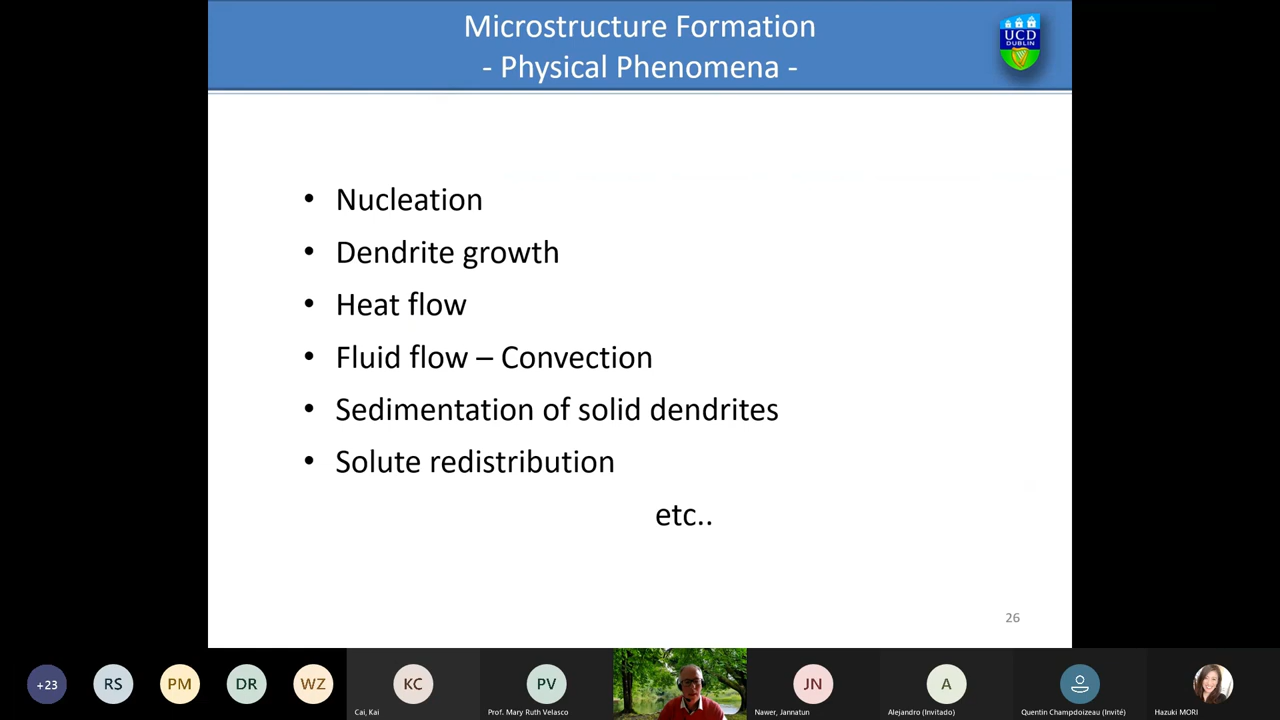 Microstructure Formation
- Physical Phenomena -
UCD
DUBLIN
• Nucleation
• Dendrite growth
• Heat flow
• Fluid flow – Convection
• Sedimentation of solid dendrites
• Solute redistribution
etc..
26
+23
RS
PM
DR
WZ
KC
PV
JN
A
Cai, Kai
Prof. Mary Ruth Velasco
Nawer, Jannatun
Alejandro (Invitado)
Quentin Champdoizeau (Invité)
Hazuki MORI